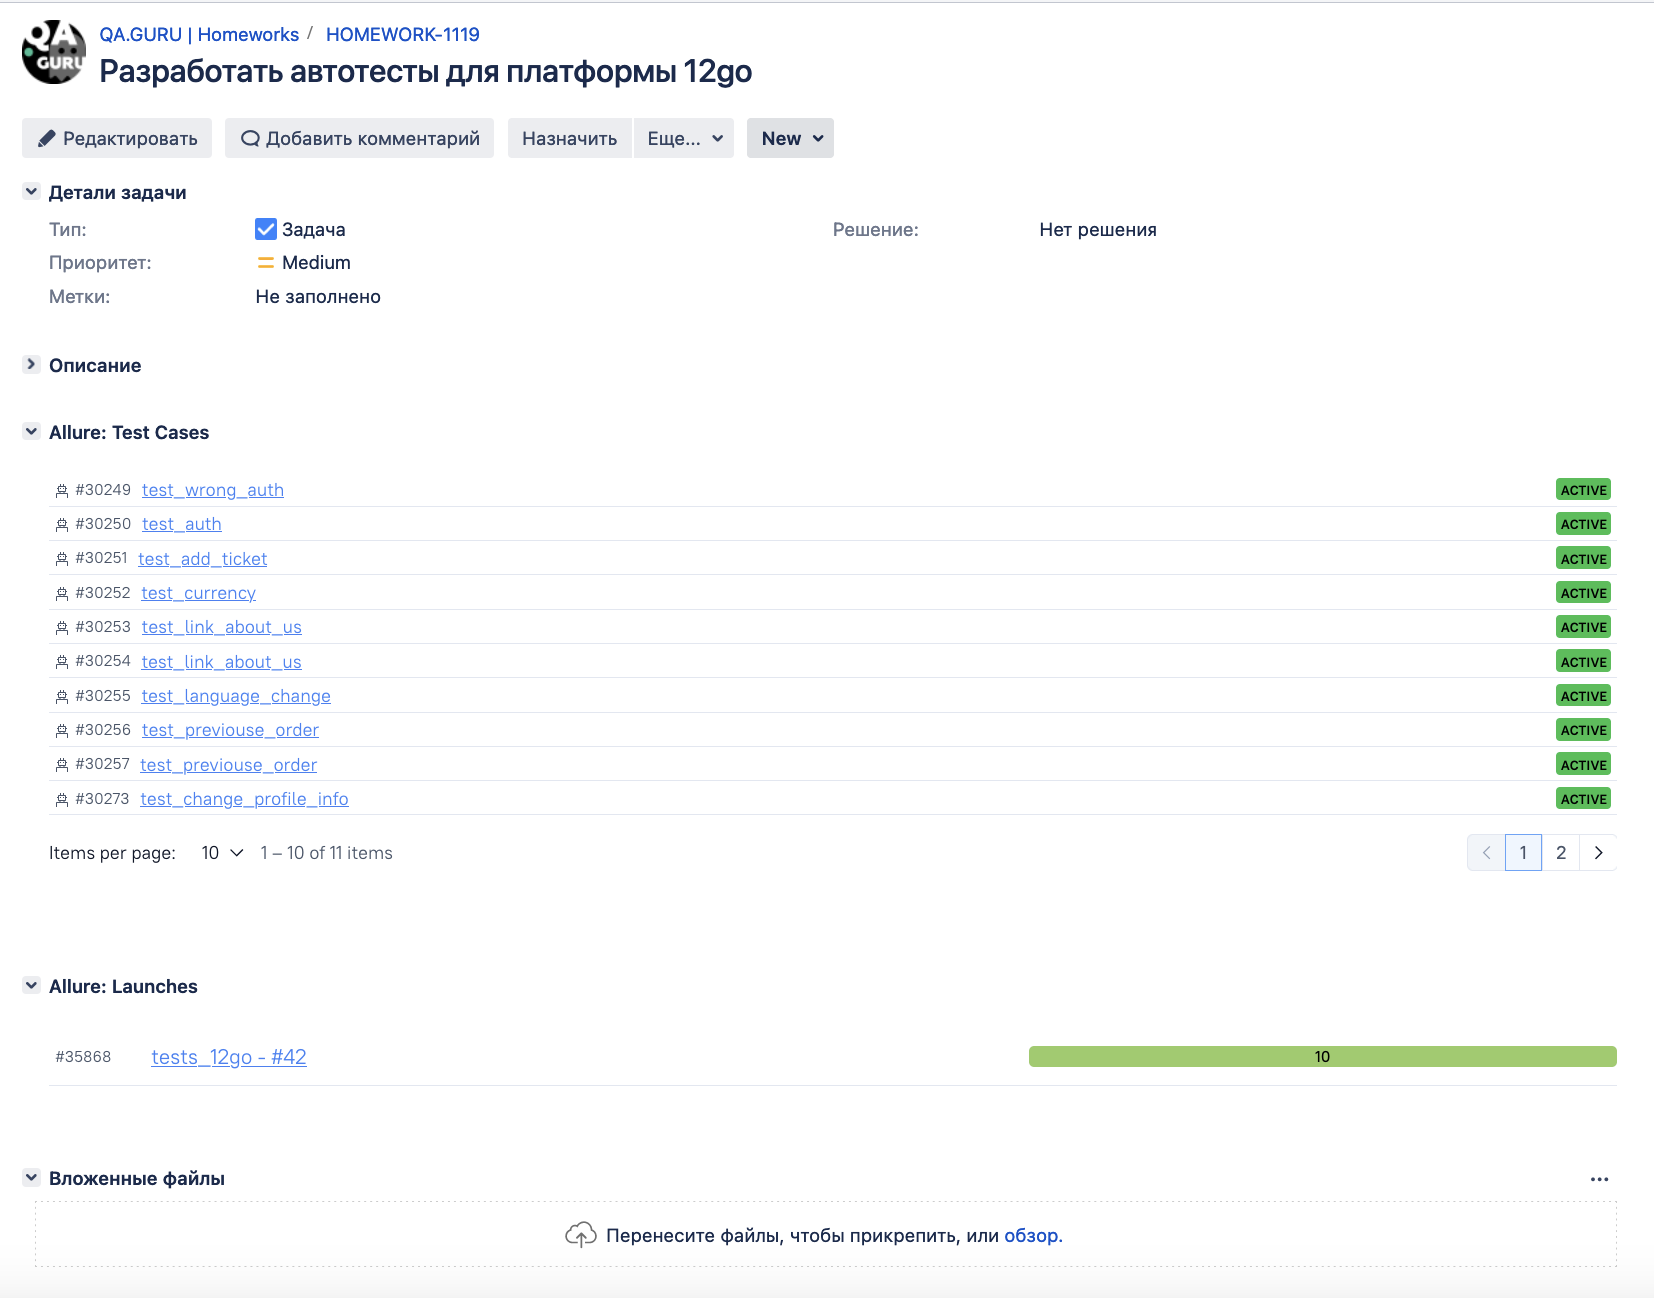 QA GURU
QA.GURU | Homeworks / HOMEWORK-1119
Разработать автотесты для платформы 12go
Редактировать Добавить комментарий Назначить Еще... New
Детали задачи
Тип: Задача Решение: Нет решения
Приоритет: Medium
Метки: Не заполнено
Описание
Allure: Test Cases
#30249 test_wrong_auth ACTIVE
#30250 test_auth ACTIVE
#30251 test_add_ticket ACTIVE
#30252 test_currency ACTIVE
#30253 test_link_about_us ACTIVE
#30254 test_link_about_us ACTIVE
#30255 test_language_change ACTIVE
#30256 test_previouse_order ACTIVE
#30257 test_previouse_order ACTIVE
#30273 test_change_profile_info ACTIVE
Items per page: 10 1 – 10 of 11 items 1 2
Allure: Launches
#35868 tests_12go - #42 10
Вложенные файлы ...
Перенесите файлы, чтобы прикрепить, или обзор.